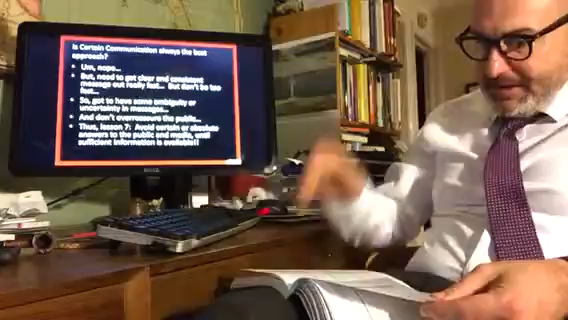 Is Certain Communication always the best
approach?
• Um, nope...
• But, need to get clear and consistent
message out really fast... But don't be too
fast...
• So, got to have some ambiguity or
uncertainty in messages...
• And don't overreassure the public...
• Thus, lesson 7: Avoid certain or absolute
answers to the public and media, until
sufficient information is available!!